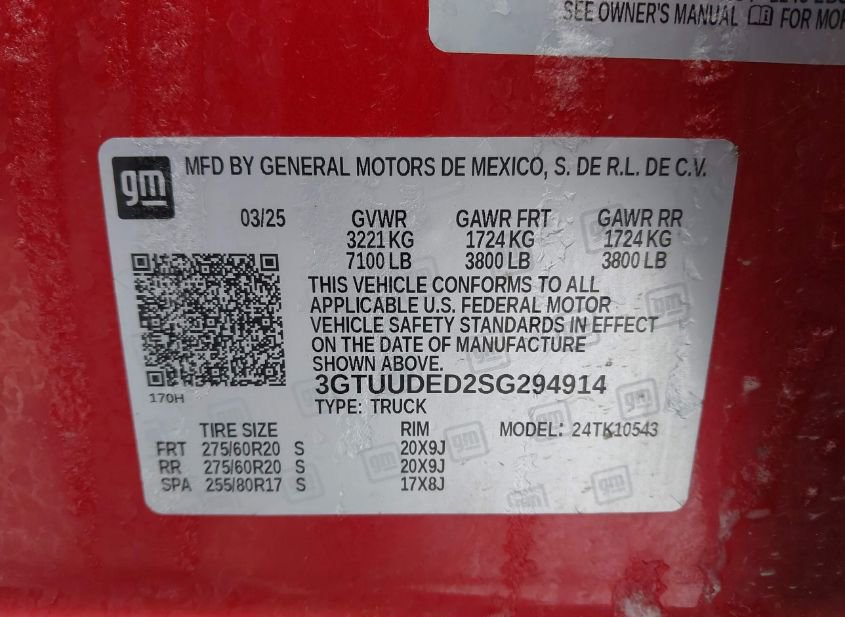 SEE OWNER'S MANUAL FOR MOR
gm
MFD BY GENERAL MOTORS DE MEXICO, S. DE R.L. DE C.V.
03/25 GVWR GAWR FRT GAWR RR
3221 KG 1724 KG 1724 KG
7100 LB 3800 LB 3800 LB
THIS VEHICLE CONFORMS TO ALL
APPLICABLE U.S. FEDERAL MOTOR
VEHICLE SAFETY STANDARDS IN EFFECT
ON THE DATE OF MANUFACTURE
SHOWN ABOVE.
170H
3GTUUDED2SG294914
TYPE: TRUCK
TIRE SIZE RIM MODEL: 24TK10543
FRT 275/60R20 S 20X9J
RR 275/60R20 S 20X9J
SPA 255/80R17 S 17X8J